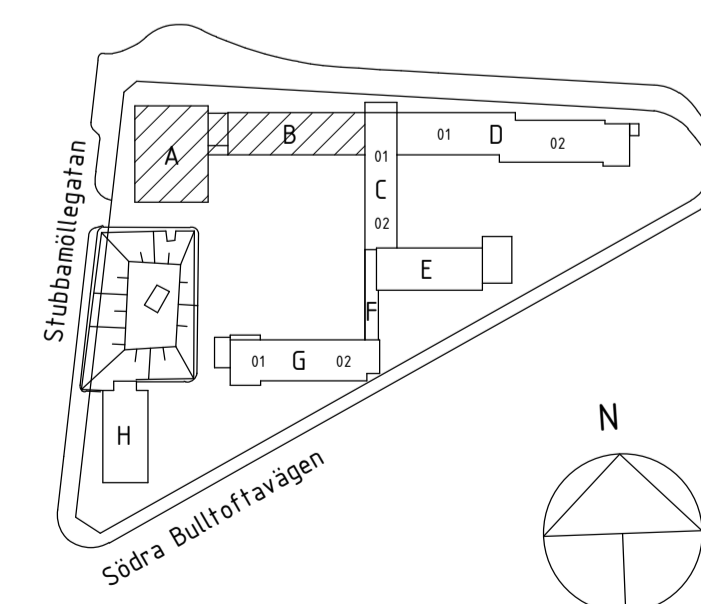 A
B
01
D
02
01
C
02
E
F
01
G
02
H
Stubbamöllegatan
Södra Bulltoftavägen
N